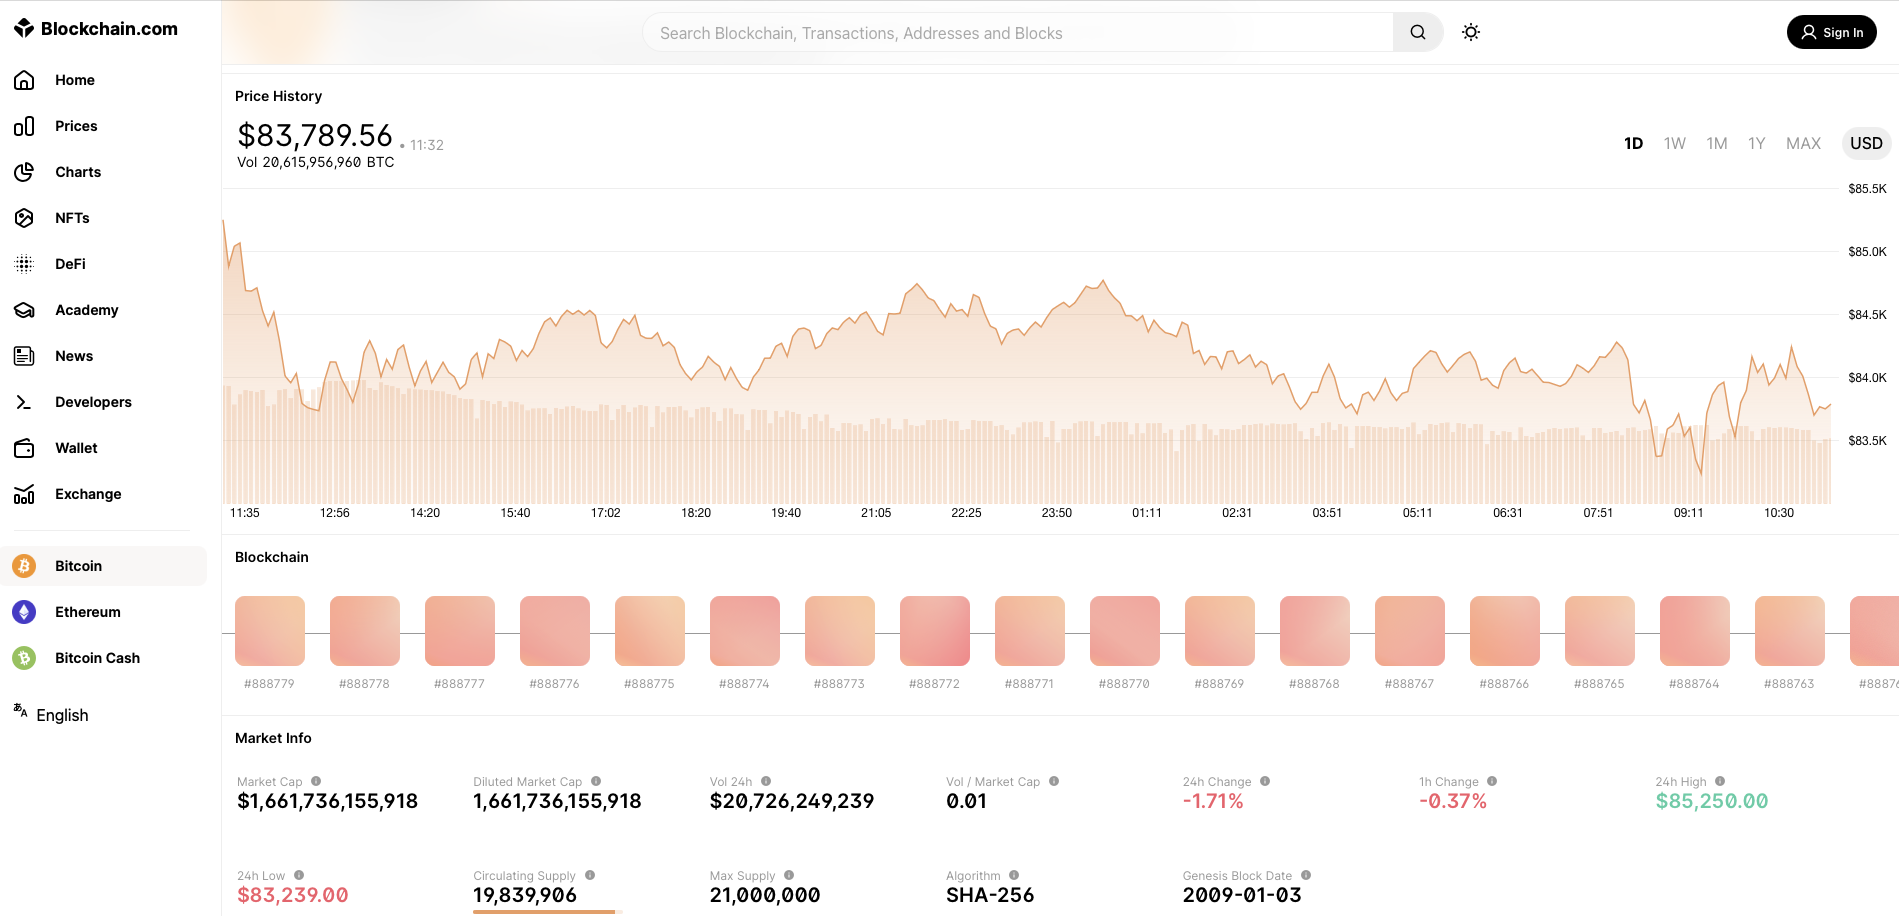 Blockchain.com
Search Blockchain, Transactions, Addresses and Blocks
Sign In
Home
Prices
Charts
NFTs
DeFi
Academy
News
Developers
Wallet
Exchange
Bitcoin
Ethereum
Bitcoin Cash
English
Price History
$83,789.56 • 11:32
Vol 20,615,956,960 BTC
1D 1W 1M 1Y MAX USD
$85.5K
$85.0K
$84.5K
$84.0K
$83.5K
11:35 12:56 14:20 15:40 17:02 18:20 19:40 21:05 22:25 23:50 01:11 02:31 03:51 05:11 06:31 07:51 09:11 10:30
Blockchain
#888779 #888778 #888777 #888776 #888775 #888774 #888773 #888772 #888771 #888770 #888769 #888768 #888767 #888766 #888765 #888764 #888763
Market Info
Market Cap Diluted Market Cap Vol 24h Vol / Market Cap 24h Change 1h Change 24h High
$1,661,736,155,918 1,661,736,155,918 $20,726,249,239 0.01 -1.71% -0.37% $85,250.00
24h Low Circulating Supply Max Supply Algorithm Genesis Block Date
$83,239.00 19,839,906 21,000,000 SHA-256 2009-01-03